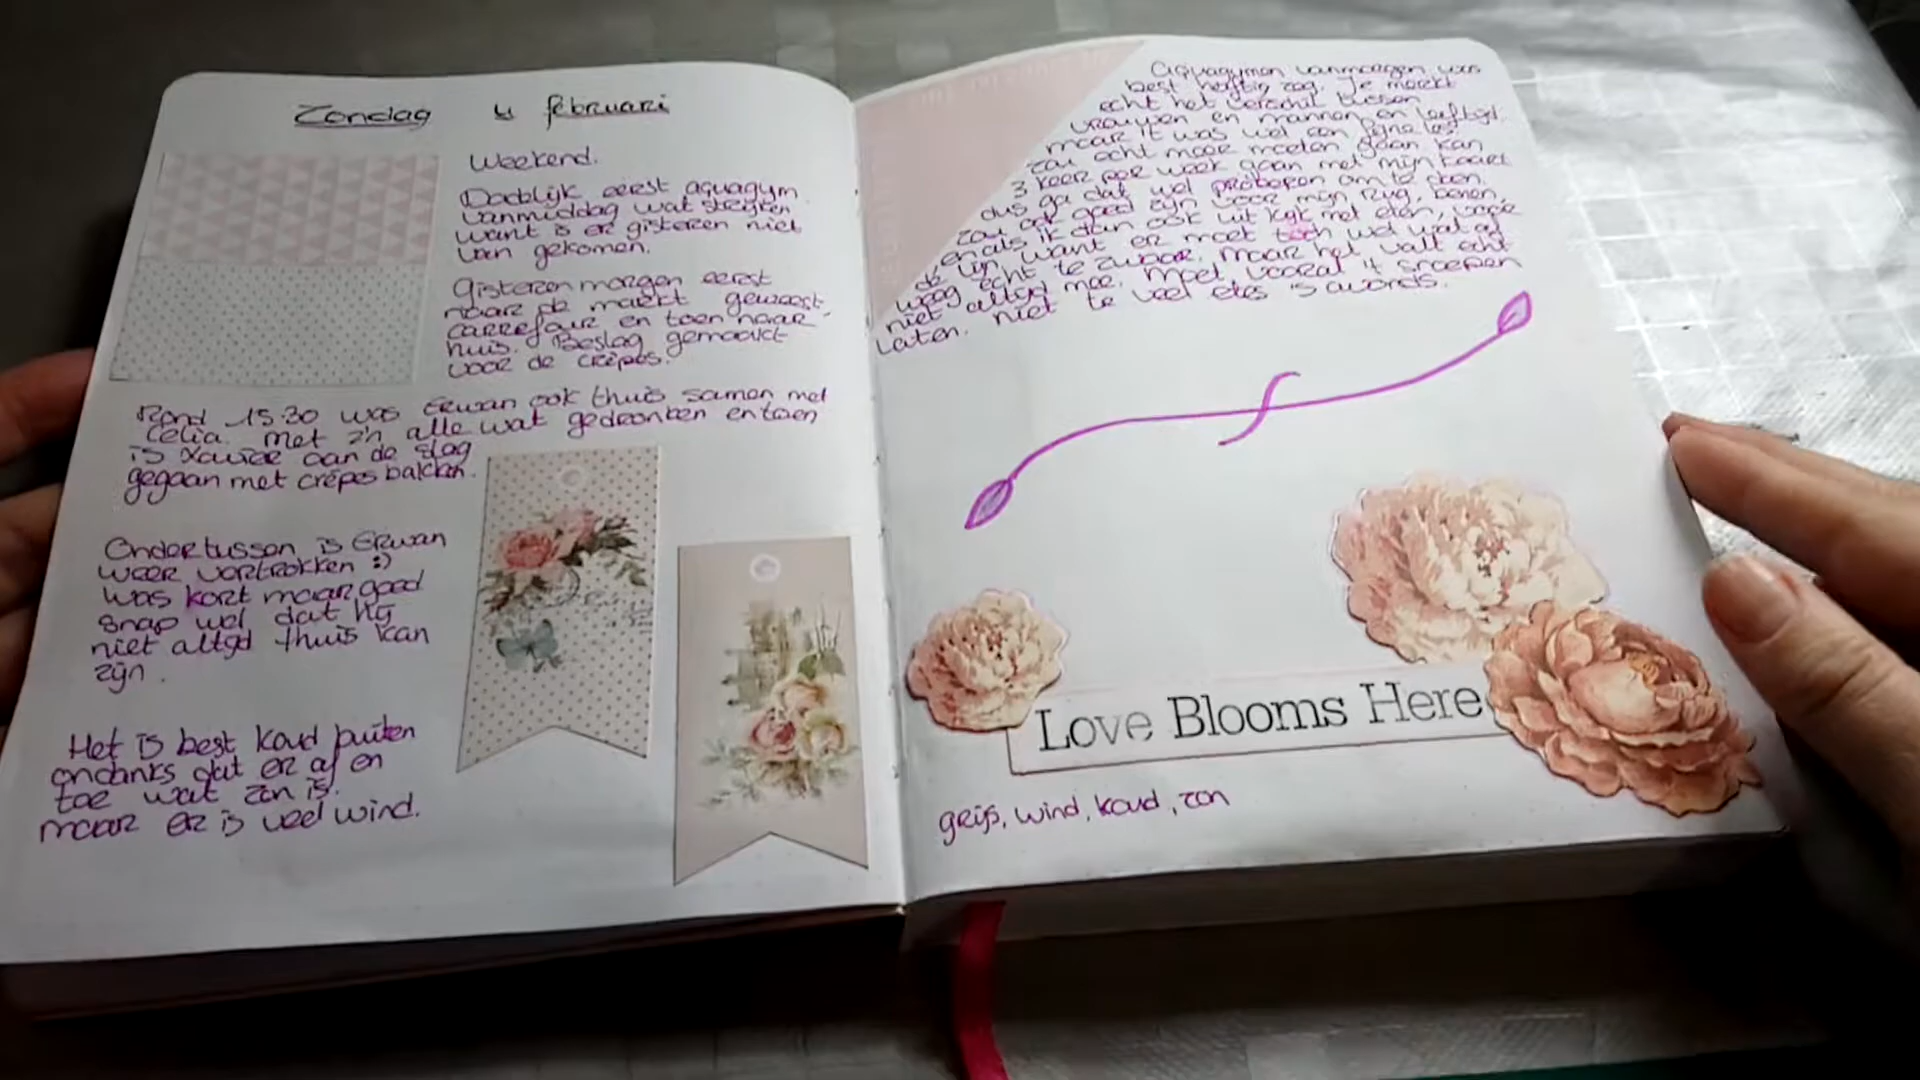 Zondag 4 februari
Weekend.
Dadelijk eerst aquagym
vanmiddag wat strijken
want is er gisteren niet
van gekomen.
Gisteren morgen eerst
naar de markt geweest,
carrefour en toen naar
huis. Beslag gemaakt
voor de crêpes.
Rond 15.30 was Erwan ook thuis samen met
Celia. Met z'n alle wat gedronken en toen
is Xavier aan de slag
gegaan met crêpes bakken.
Ondertussen is Erwan
weer vertrokken :)
was kort maar goed
snap wel dat hij
niet altijd thuis kan
zijn.
Het is best koud buiten
ondanks dat er af en
toe wat zon is.
maar er is veel wind.
Aquagym vanmorgen was
best heftig zeg. Je merkt
echt het verschil tussen
vrouwen en mannen en leeftijd
maar it was wel een fijne les.
zou echt meer moeten gaan kan
3 keer per week gaan met mijn kaart
dus ga dat wel proberen om te doen.
zou ook goed zijn voor mijn rug, benen,
en als ik dan ook uit kijk met eten, voor
de lijn want er moet toch wel wat af
weeg echt te zwaar. maar het valt echt
niet altijd mee. Moet vooral it snoepen
laten. niet te veel etes 's avonds.
Love Blooms Here
grijs, wind, koud, zon